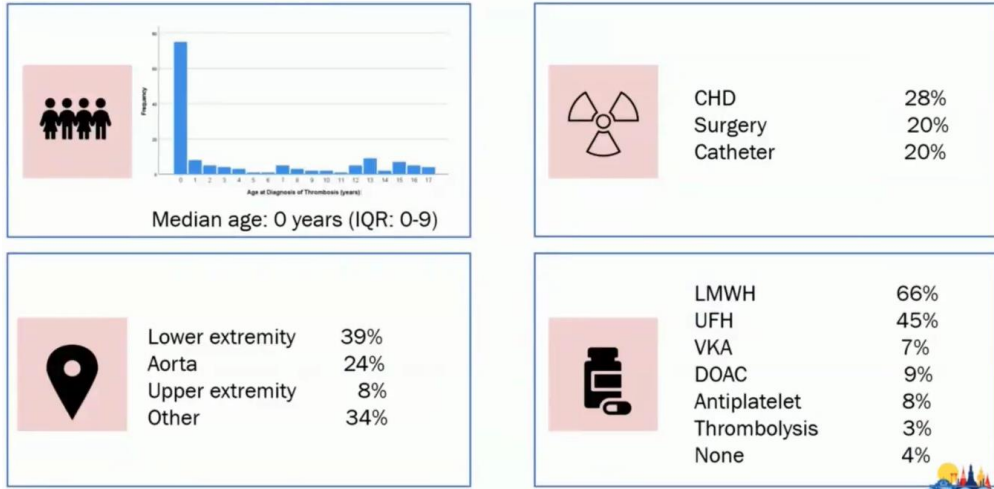 Frequency
0 1 2 3 4 5 6 7 8 9 10 11 12 13 14 15 16 17
Age at Diagnosis of Thrombosis (years):
Median age: 0 years (IQR: 0-9)
CHD 28%
Surgery 20%
Catheter 20%
Lower extremity 39%
Aorta 24%
Upper extremity 8%
Other 34%
LMWH 66%
UFH 45%
VKA 7%
DOAC 9%
Antiplatelet 8%
Thrombolysis 3%
None 4%